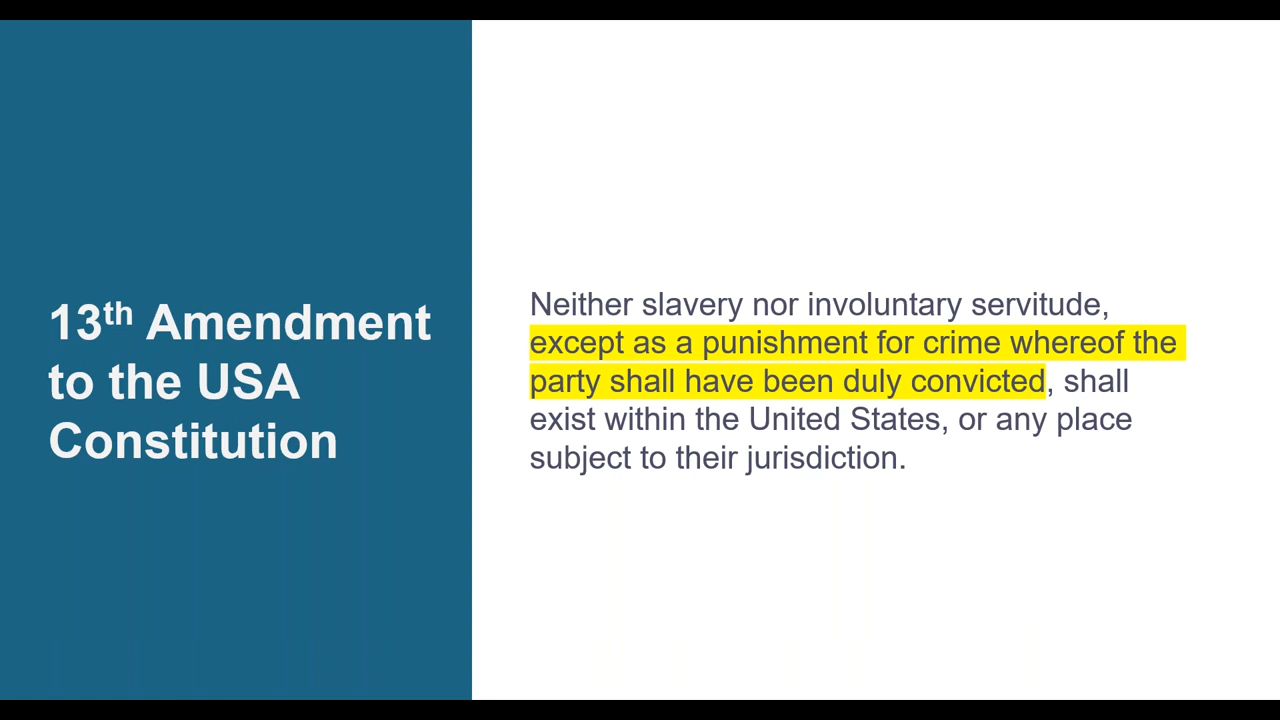 13th Amendment
to the USA
Constitution
Neither slavery nor involuntary servitude,
except as a punishment for crime whereof the
party shall have been duly convicted, shall
exist within the United States, or any place
subject to their jurisdiction.